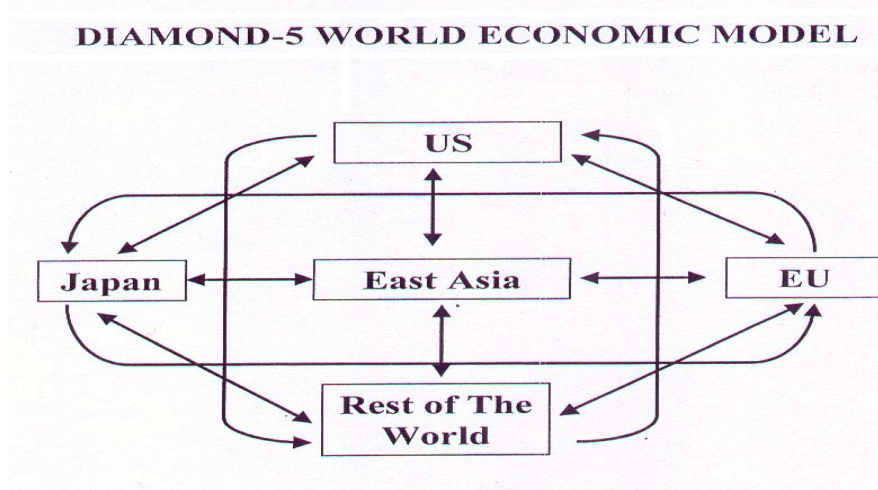 DIAMOND-5 WORLD ECONOMIC MODEL
US
Japan
East Asia
EU
Rest of The
World